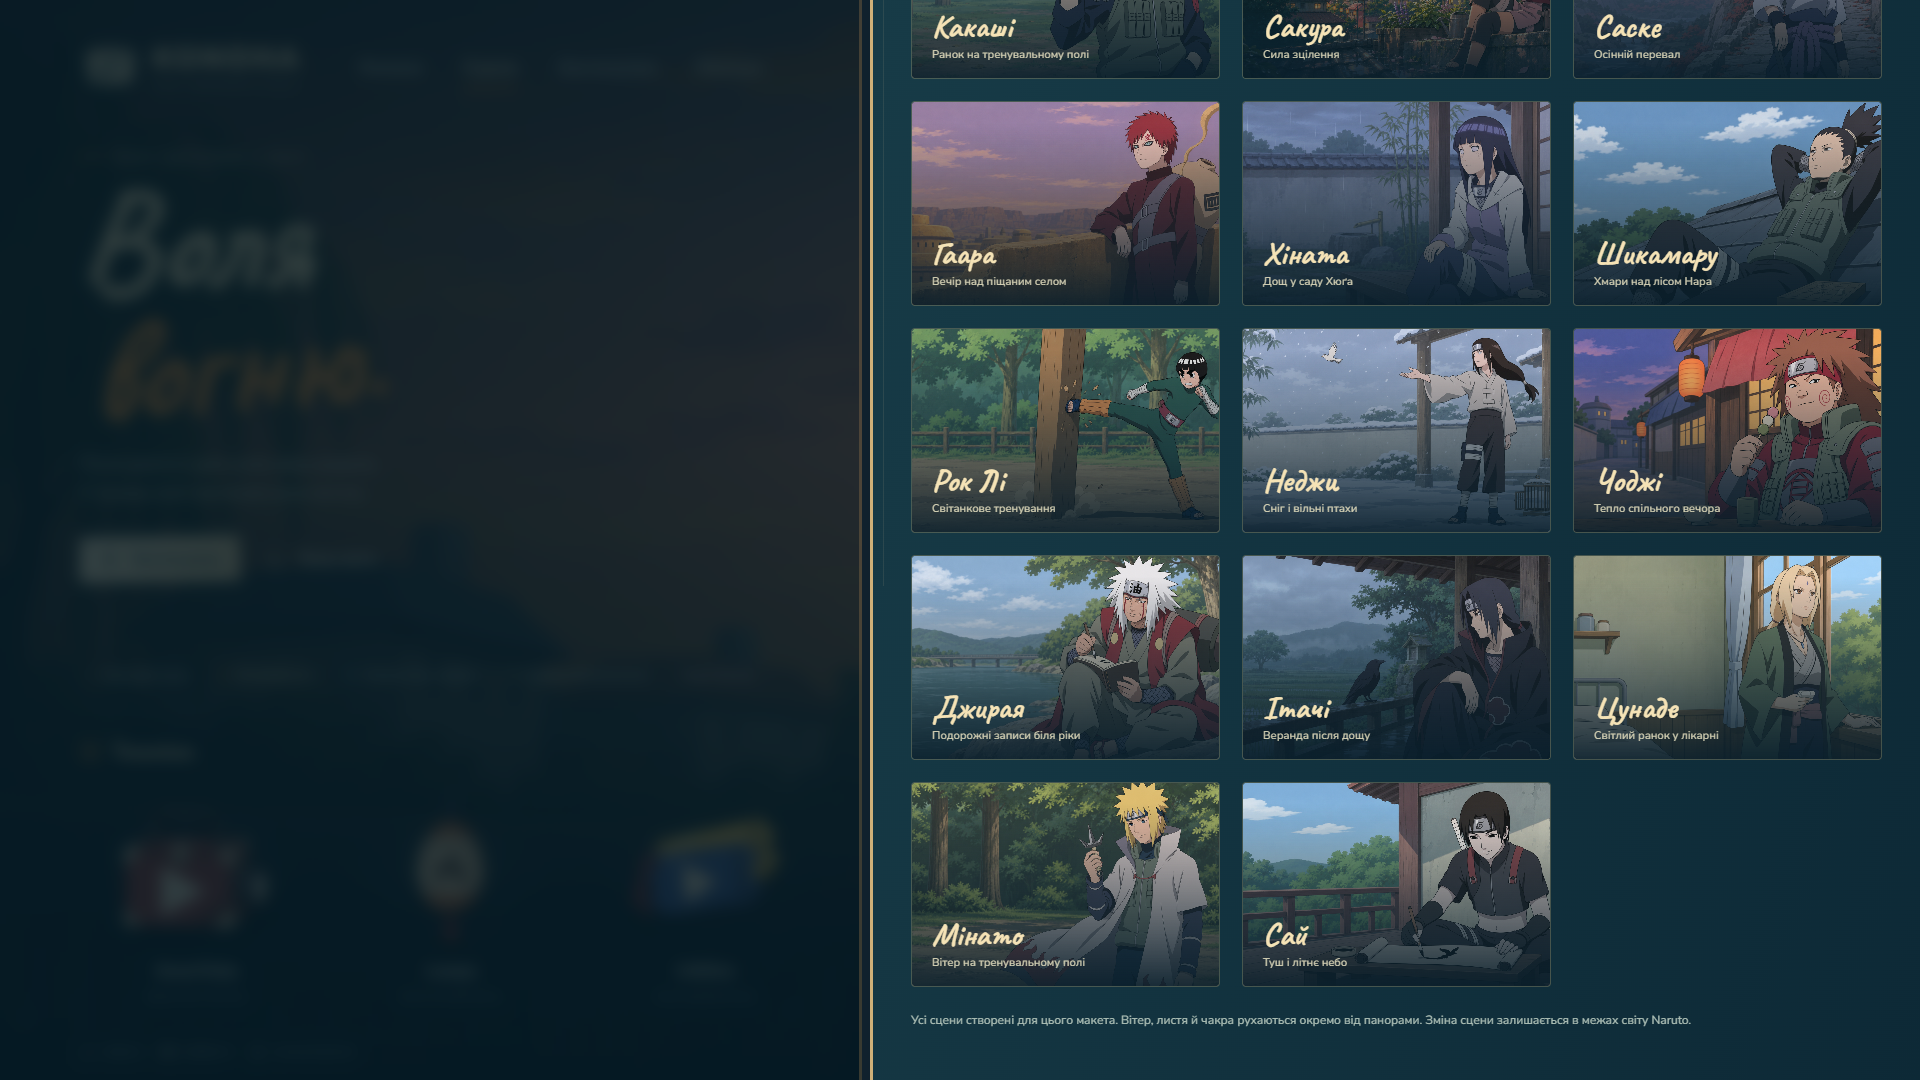 Какаші
Ранок на тренувальному полі
Сакура
Сила зцілення
Саске
Осінній перевал
Ґаара
Вечір над піщаним селом
Хіната
Дощ у саду Хюґа
Шикамару
Хмари над лісом Нара
Рок Лі
Світанкове тренування
Неджи
Сніг і вільні птахи
Чоджі
Тепло спільного вечора
Джирая
Подорожні записи біля ріки
Ітачі
Веранда після дощу
Цунаде
Світлий ранок у лікарні
Мінато
Вітер на тренувальному полі
Сай
Туш і літнє небо
Усі сцени створені для цього макета. Вітер, листя й чакра рухаються окремо від панорами. Зміна сцени залишається в межах світу Naruto.
Воля
вогню.